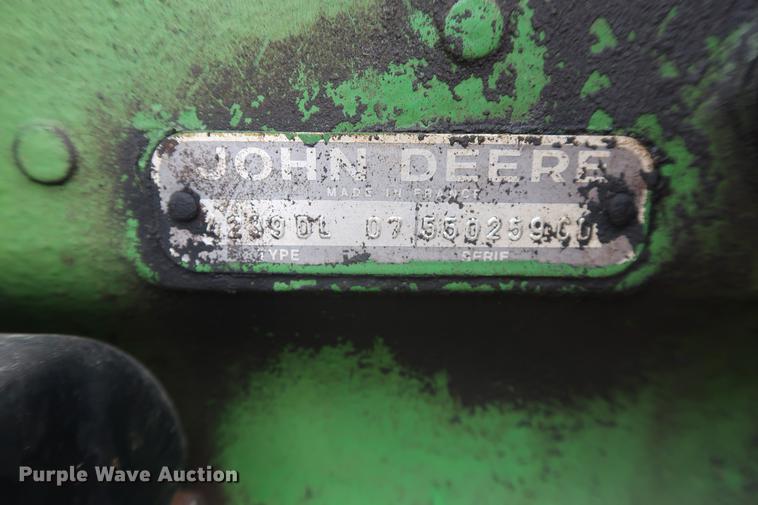 JOHN DEERE
MADE IN FRANCE
4239DL 07 550259CD
TYPE SERIE
Purple Wave Auction